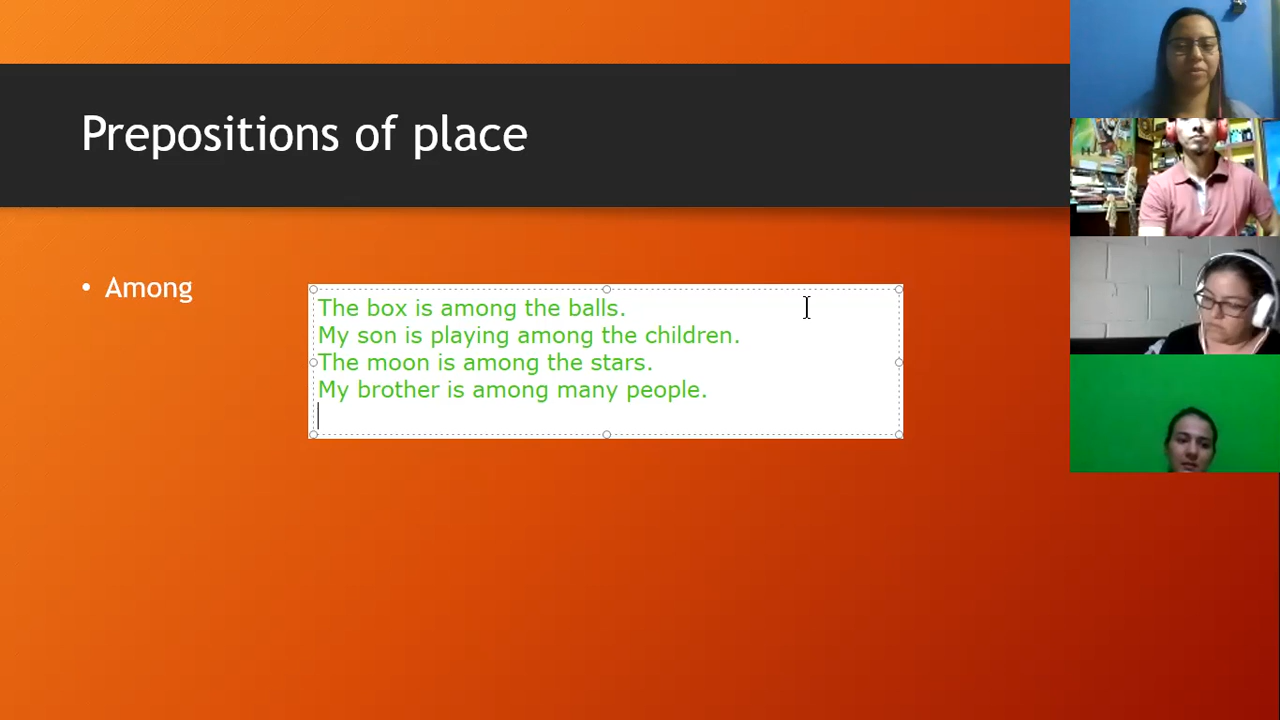 Prepositions of place
• Among
The box is among the balls.
My son is playing among the children.
The moon is among the stars.
My brother is among many people.